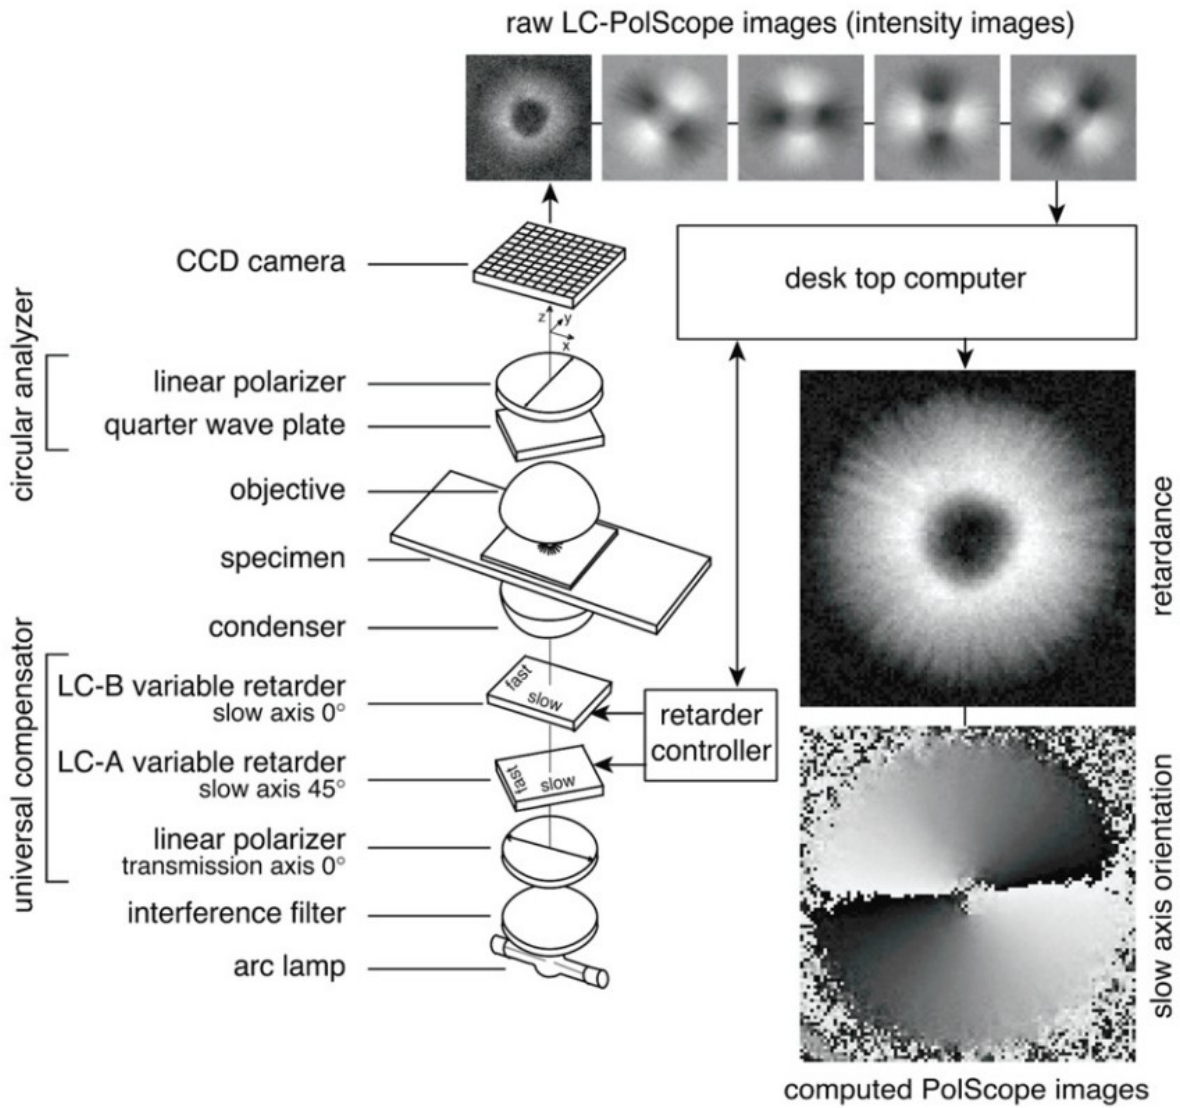 raw LC-PolScope images (intensity images)
CCD camera
desk top computer
z
y
x
circular analyzer
linear polarizer
quarter wave plate
objective
specimen
condenser
retardance
universal compensator
LC-B variable retarder
slow axis 0°
fast
slow
retarder
controller
LC-A variable retarder
slow axis 45°
fast
slow
linear polarizer
transmission axis 0°
interference filter
arc lamp
slow axis orientation
computed PolScope images